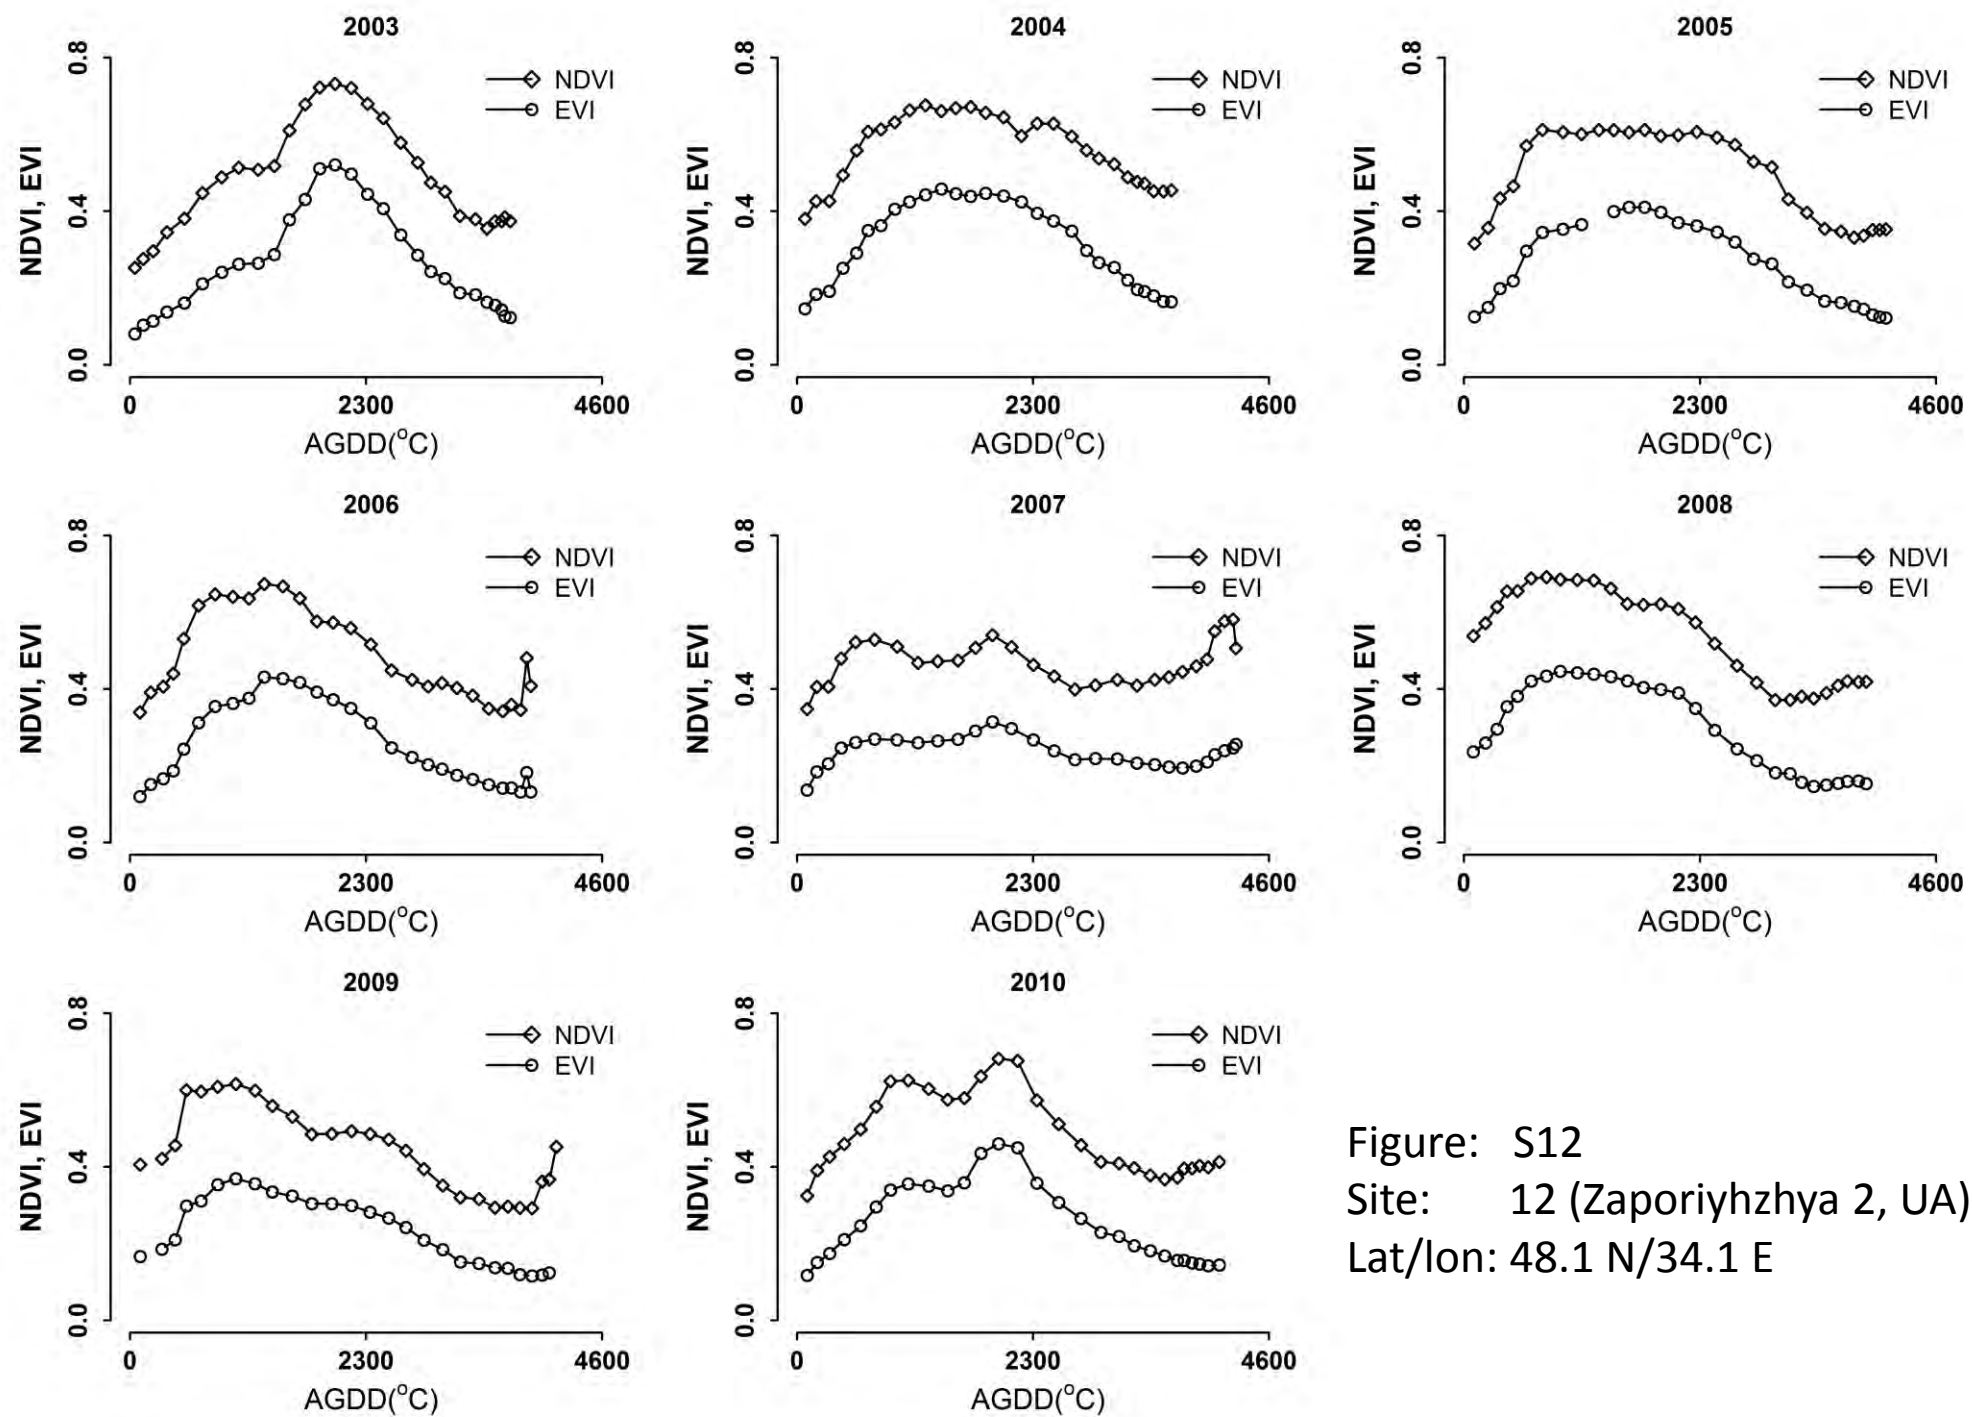 2003
0.8
NDVI
EVI
NDVI, EVI
0.4
0.0
0 2300 4600
AGDD(°C)
2004
0.8
NDVI
EVI
NDVI, EVI
0.4
0.0
0 2300 4600
AGDD(°C)
2005
0.8
NDVI
EVI
NDVI, EVI
0.4
0.0
0 2300 4600
AGDD(°C)
2006
0.8
NDVI
EVI
NDVI, EVI
0.4
0.0
0 2300 4600
AGDD(°C)
2007
0.8
NDVI
EVI
NDVI, EVI
0.4
0.0
0 2300 4600
AGDD(°C)
2008
0.8
NDVI
EVI
NDVI, EVI
0.4
0.0
0 2300 4600
AGDD(°C)
2009
0.8
NDVI
EVI
NDVI, EVI
0.4
0.0
0 2300 4600
AGDD(°C)
2010
0.8
NDVI
EVI
NDVI, EVI
0.4
0.0
0 2300 4600
AGDD(°C)
Figure: S12
Site: 12 (Zaporiyhzhya 2, UA)
Lat/lon: 48.1 N/34.1 E